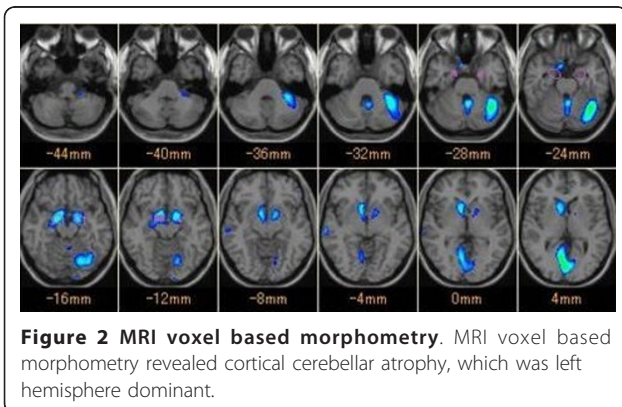 -44mm -40mm -36mm -32mm -28mm -24mm
-16mm -12mm -8mm -4mm 0mm 4mm
Figure 2 MRI voxel based morphometry. MRI voxel based
morphometry revealed cortical cerebellar atrophy, which was left
hemisphere dominant.